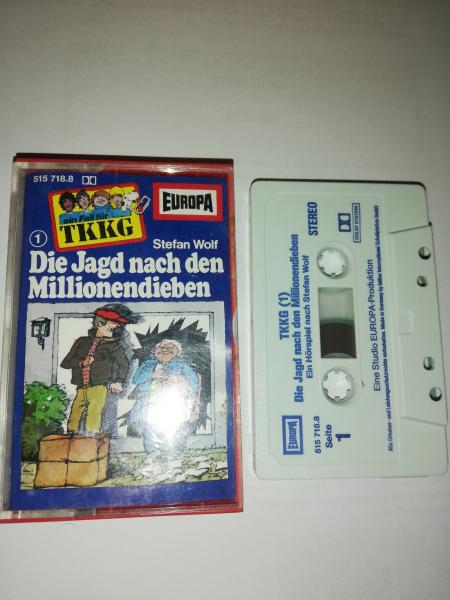 515 718.8
ein Fall für
TKKG
EUROPA
1
Stefan Wolf
Die Jagd nach den
Millionendieben
TKKG (1)
Die Jagd nach den Millionendieben
Ein Hörspiel nach Stefan Wolf
STEREO
DOLBY SYSTEM
EUROPA
515 718.8
Seite
1
Eine Studio EUROPA-Produktion